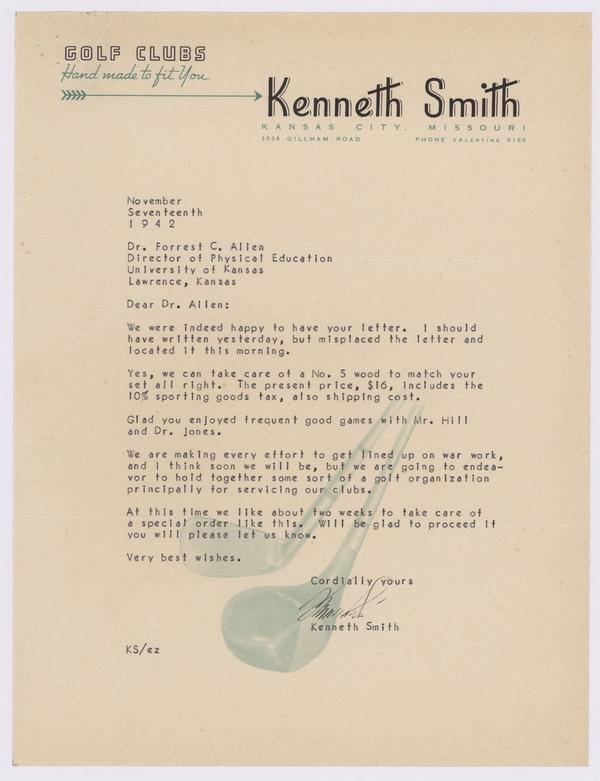 GOLF CLUBS
Hand made to fit You
Kenneth Smith
KANSAS CITY, MISSOURI
3038 GILLHAM ROAD PHONE VALENTINE 0100
November
Seventeenth
1 9 4 2
Dr. Forrest C. Allen
Director of Physical Education
University of Kansas
Lawrence, Kansas
Dear Dr. Allen:
We were indeed happy to have your letter. I should
have written yesterday, but misplaced the letter and
located it this morning.
Yes, we can take care of a No. 5 wood to match your
set all right. The present price, $16, includes the
10% sporting goods tax, also shipping cost.
Glad you enjoyed frequent good games with Mr. Hill
and Dr. Jones.
We are making every effort to get lined up on war work,
and I think soon we will be, but we are going to endea-
vor to hold together some sort of a golf organization
principally for servicing our clubs.
At this time we like about two weeks to take care of
a special order like this. Will be glad to proceed if
you will please let us know.
Very best wishes.
Cordially yours
Kenneth Smith
KS/ez